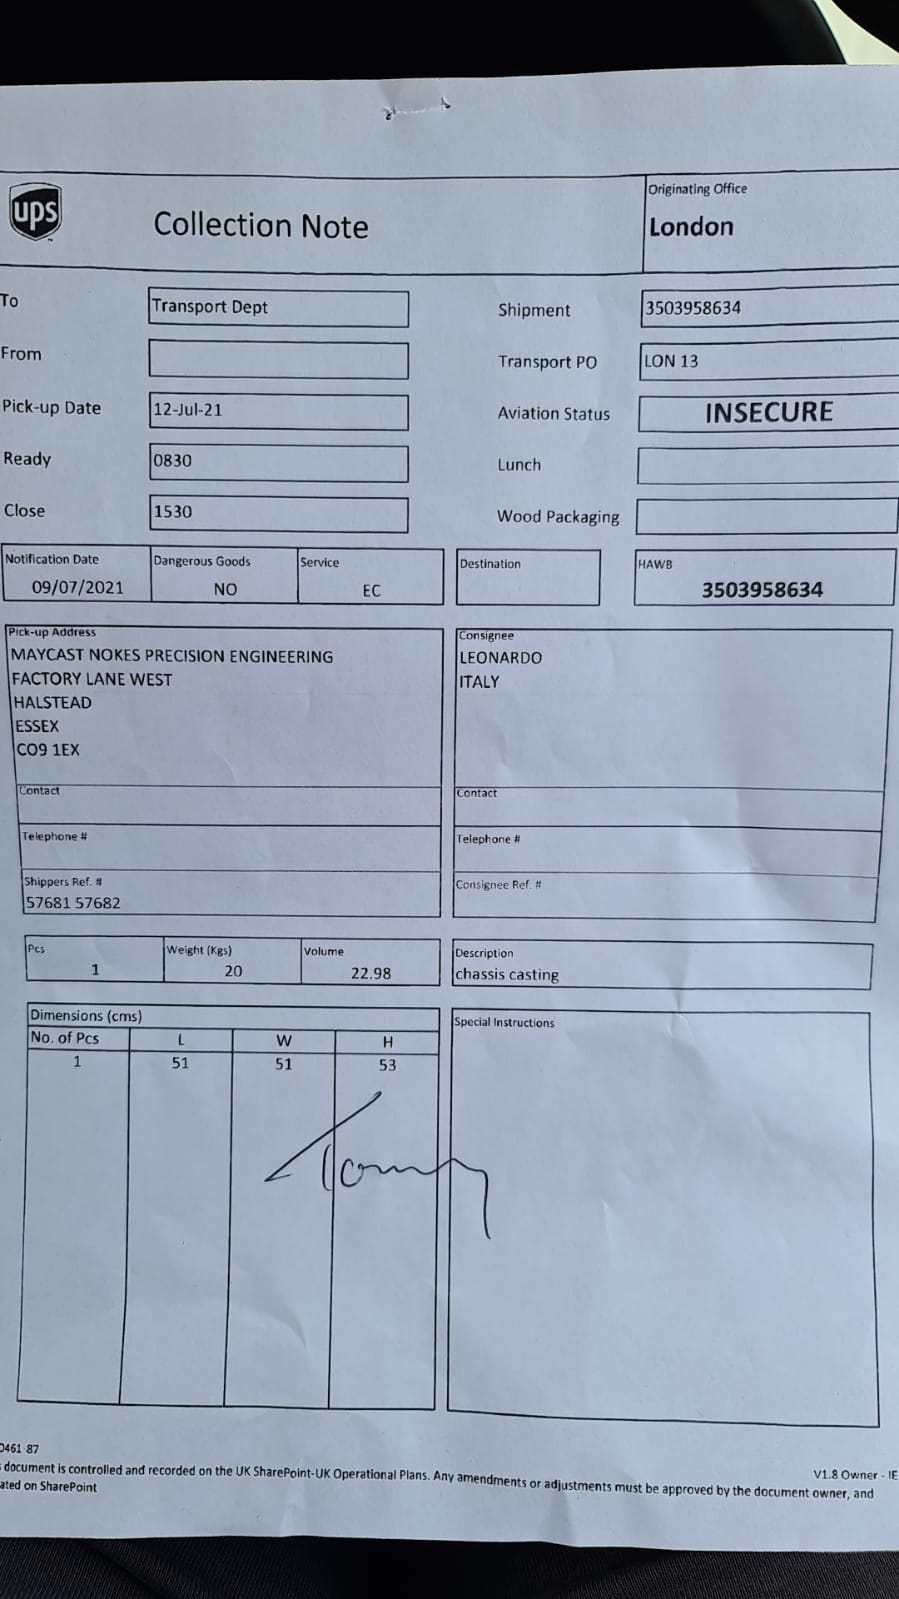 ups
Collection Note
Originating Office
London
To
Transport Dept
Shipment
3503958634
From
Transport PO
LON 13
Pick-up Date
12-Jul-21
Aviation Status
INSECURE
Ready
0830
Lunch
Close
1530
Wood Packaging
Notification Date
09/07/2021
Dangerous Goods
NO
Service
EC
Destination
HAWB
3503958634
Pick-up Address
MAYCAST NOKES PRECISION ENGINEERING
FACTORY LANE WEST
HALSTEAD
ESSEX
CO9 1EX
Contact
Telephone #
Shippers Ref. #
57681 57682
Consignee
LEONARDO
ITALY
Contact
Telephone #
Consignee Ref. #
Pcs
1
Weight (Kgs)
20
Volume
22.98
Description
chassis casting
Dimensions (cms)
No. of Pcs L W H
1 51 51 53
Special Instructions
0461 87
document is controlled and recorded on the UK SharePoint-UK Operational Plans. Any amendments or adjustments must be approved by the document owner, and
ated on SharePoint
V1.8 Owner - IE